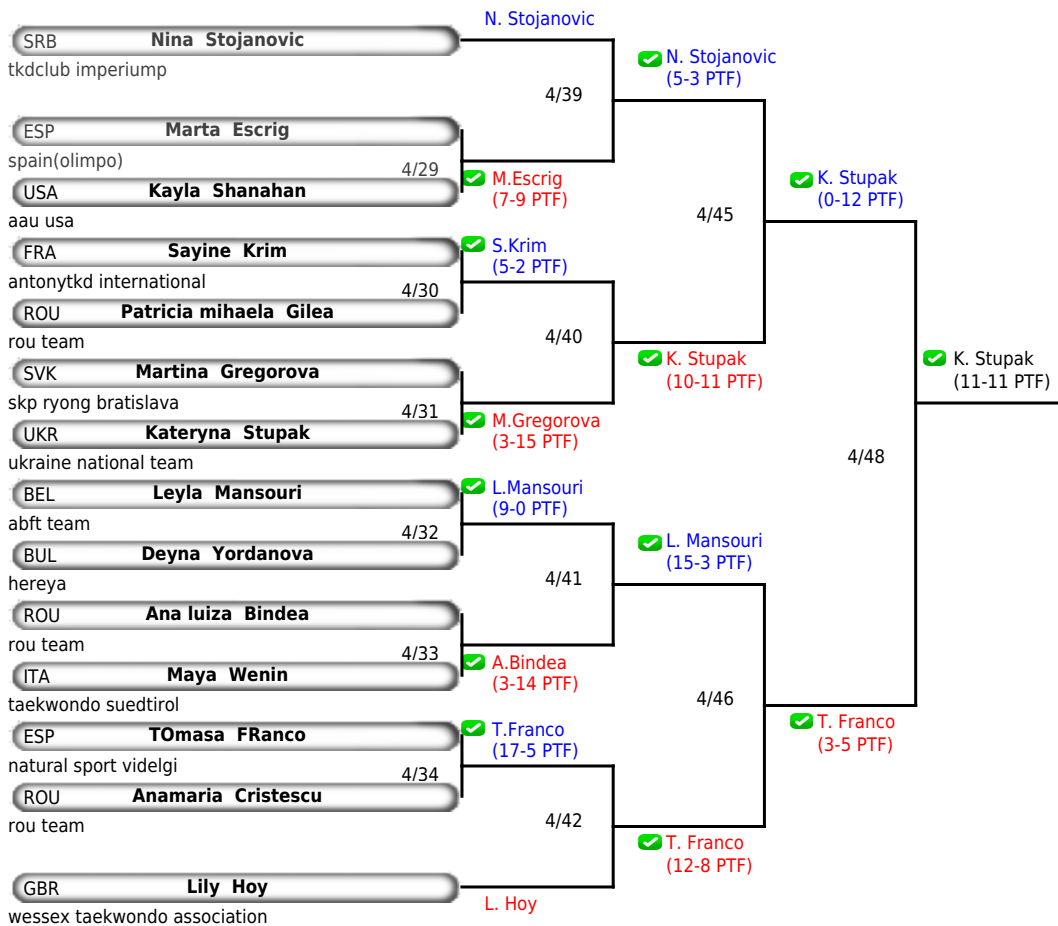 N. Stojanovic
SRB Nina Stojanovic
tkdclub imperiump
N. Stojanovic
(5-3 PTF)
4/39
ESP Marta Escrig
spain(olimpo)
4/29
USA Kayla Shanahan
aau usa
M.Escrig
(7-9 PTF)
K. Stupak
(0-12 PTF)
4/45
FRA Sayine Krim
antonytkd international
S.Krim
(5-2 PTF)
4/30
ROU Patricia mihaela Gilea
rou team
4/40
SVK Martina Gregorova
skp ryong bratislava
K. Stupak
(10-11 PTF)
K. Stupak
(11-11 PTF)
4/31
UKR Kateryna Stupak
ukraine national team
M.Gregorova
(3-15 PTF)
4/48
BEL Leyla Mansouri
abft team
L.Mansouri
(9-0 PTF)
4/32
BUL Deyna Yordanova
hereya
L. Mansouri
(15-3 PTF)
4/41
ROU Ana luiza Bindea
rou team
4/33
ITA Maya Wenin
taekwondo suedtirol
A.Bindea
(3-14 PTF)
4/46
ESP TOmasa FRanco
natural sport videlgi
T.Franco
(17-5 PTF)
T. Franco
(3-5 PTF)
4/34
ROU Anamaria Cristescu
rou team
4/42
T. Franco
(12-8 PTF)
GBR Lily Hoy
wessex taekwondo association
L. Hoy